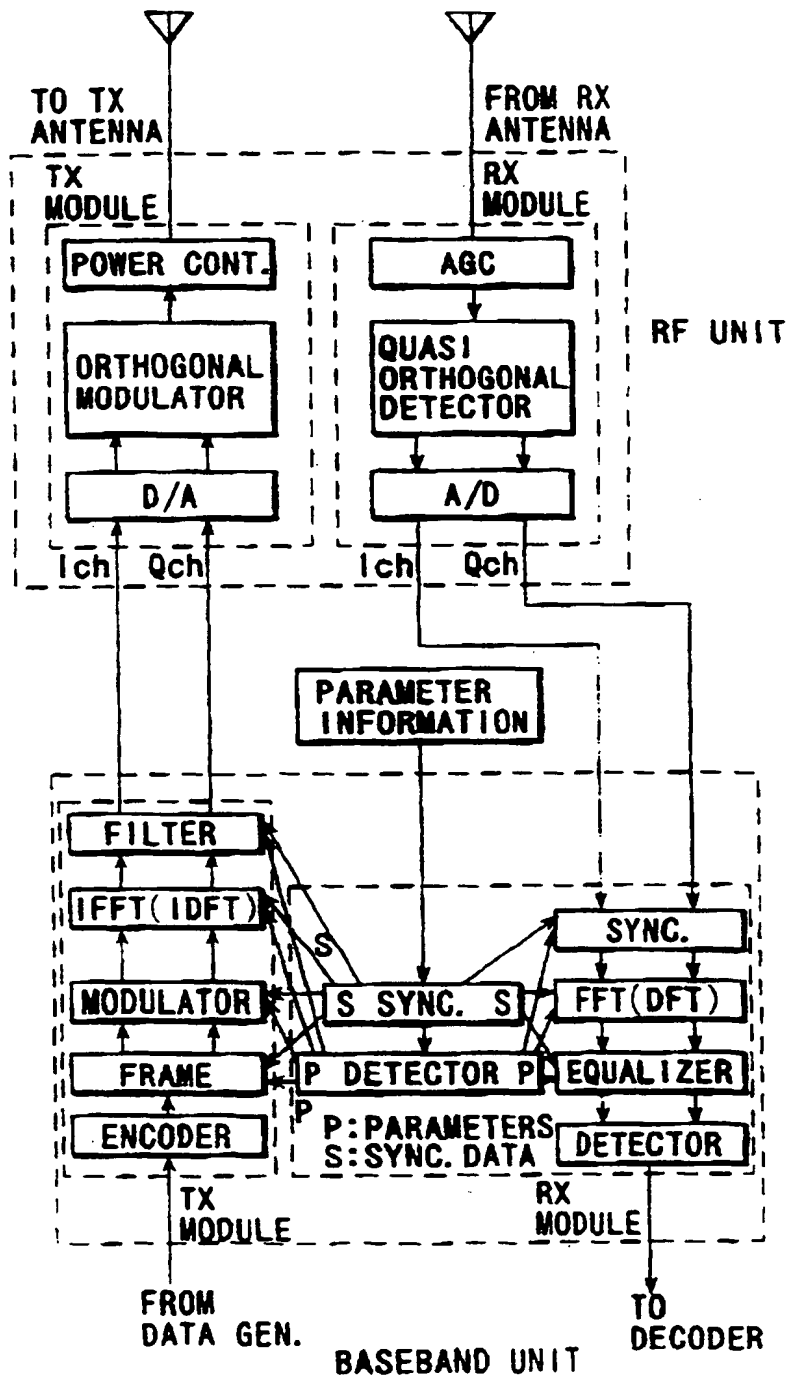 TO TX
ANTENNA
FROM RX
ANTENNA
TX
MODULE
RX
MODULE
POWER CONT.
AGC
RF UNIT
ORTHOGONAL
MODULATOR
QUASI
ORTHOGONAL
DETECTOR
D/A
A/D
Ich Qch
Ich Qch
PARAMETER
INFORMATION
FILTER
IFFT(IDFT)
S
SYNC.
MODULATOR
S SYNC. S
FFT(DFT)
FRAME
P DETECTOR P
EQUALIZER
P
ENCODER
P:PARAMETERS
S:SYNC. DATA
DETECTOR
TX
MODULE
RX
MODULE
FROM
DATA GEN.
TO
DECODER
BASEBAND UNIT